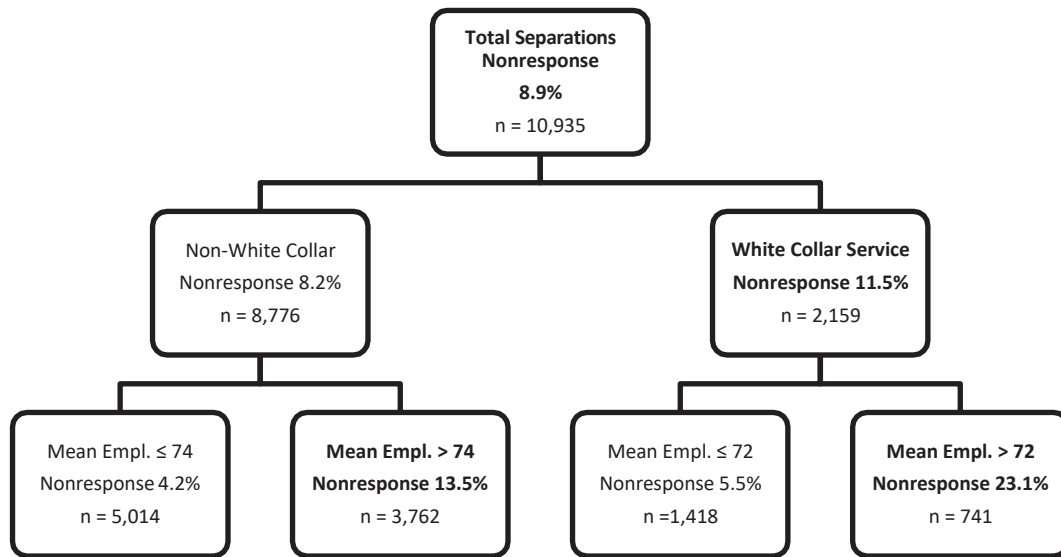 Total Separations
Nonresponse
8.9%
n = 10,935
Non-White Collar
Nonresponse 8.2%
n = 8,776
White Collar Service
Nonresponse 11.5%
n = 2,159
Mean Empl. ≤ 74
Nonresponse 4.2%
n = 5,014
Mean Empl. > 74
Nonresponse 13.5%
n = 3,762
Mean Empl. ≤ 72
Nonresponse 5.5%
n =1,418
Mean Empl. > 72
Nonresponse 23.1%
n = 741